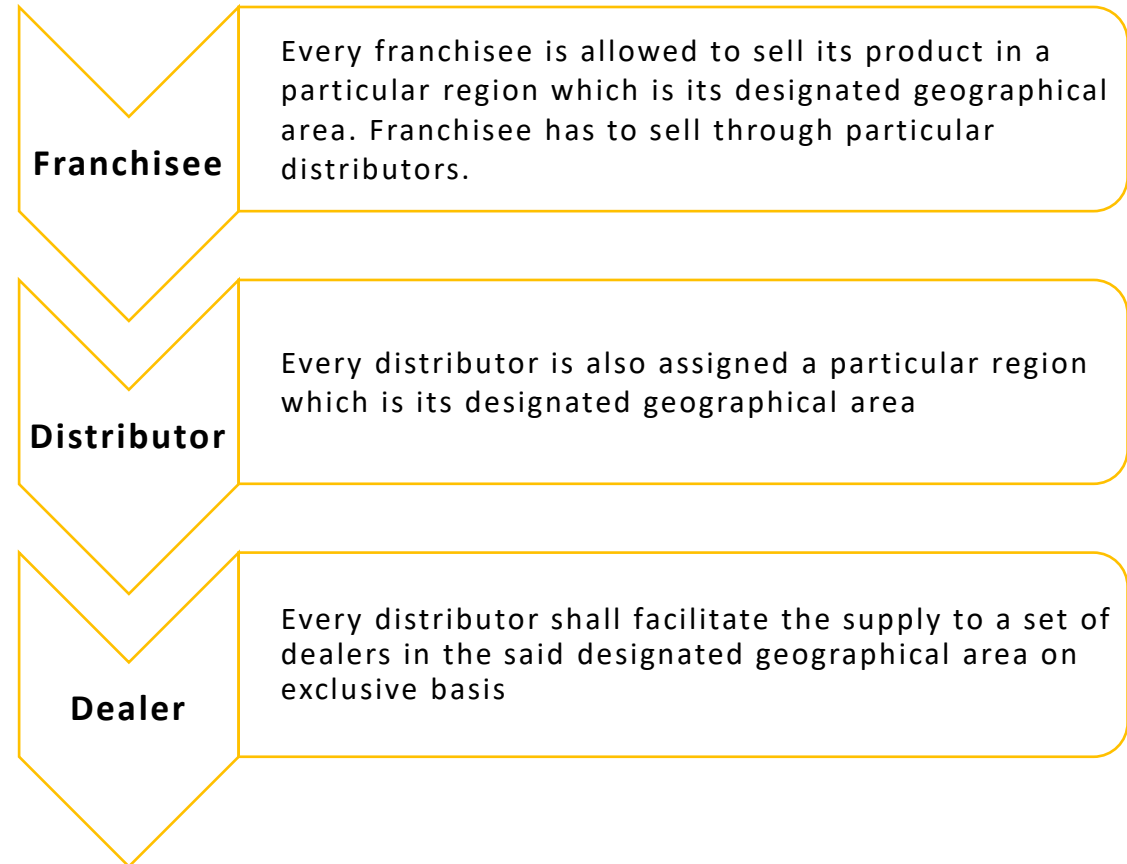 Franchisee
Every franchisee is allowed to sell its product in a
particular region which is its designated geographical
area. Franchisee has to sell through particular
distributors.
Distributor
Every distributor is also assigned a particular region
which is its designated geographical area
Dealer
Every distributor shall facilitate the supply to a set of
dealers in the said designated geographical area on
exclusive basis